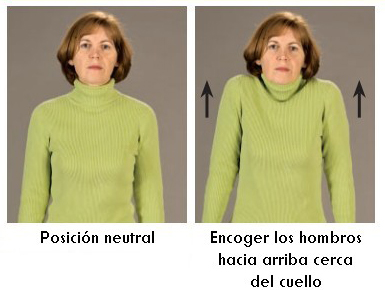 Posición neutral
Encoger los hombros
hacia arriba cerca
del cuello